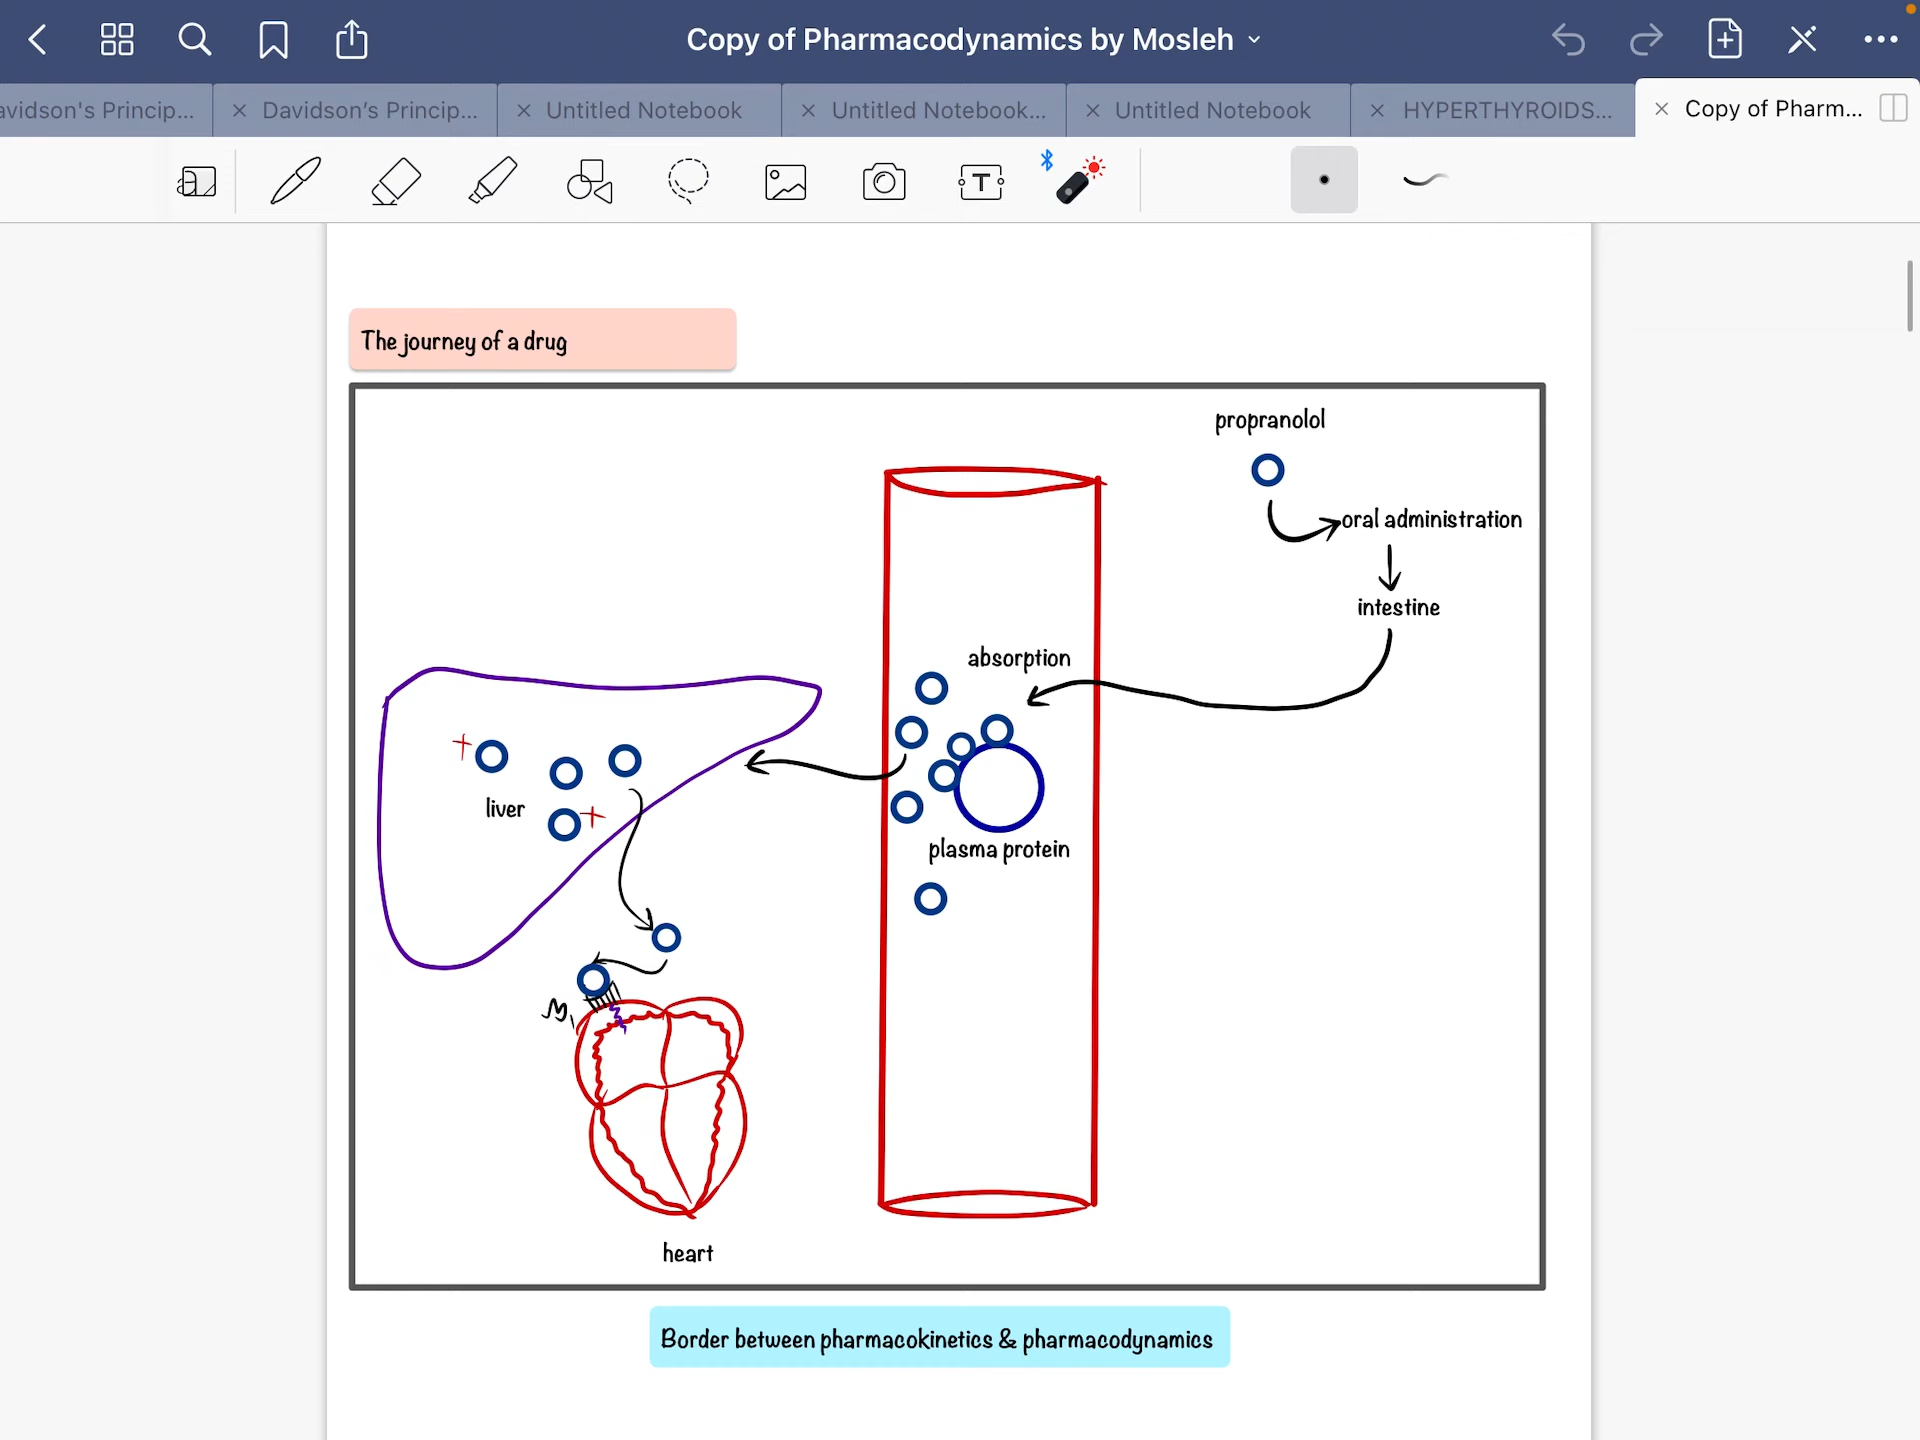 Copy of Pharmacodynamics by Mosleh
avidson's Princip...
Davidson's Princip...
Untitled Notebook
Untitled Notebook...
Untitled Notebook
HYPERTHYROIDS...
Copy of Pharm...
T
The journey of a drug
propranolol
oral administration
intestine
absorption
liver
plasma protein
heart
Border between pharmacokinetics & pharmacodynamics